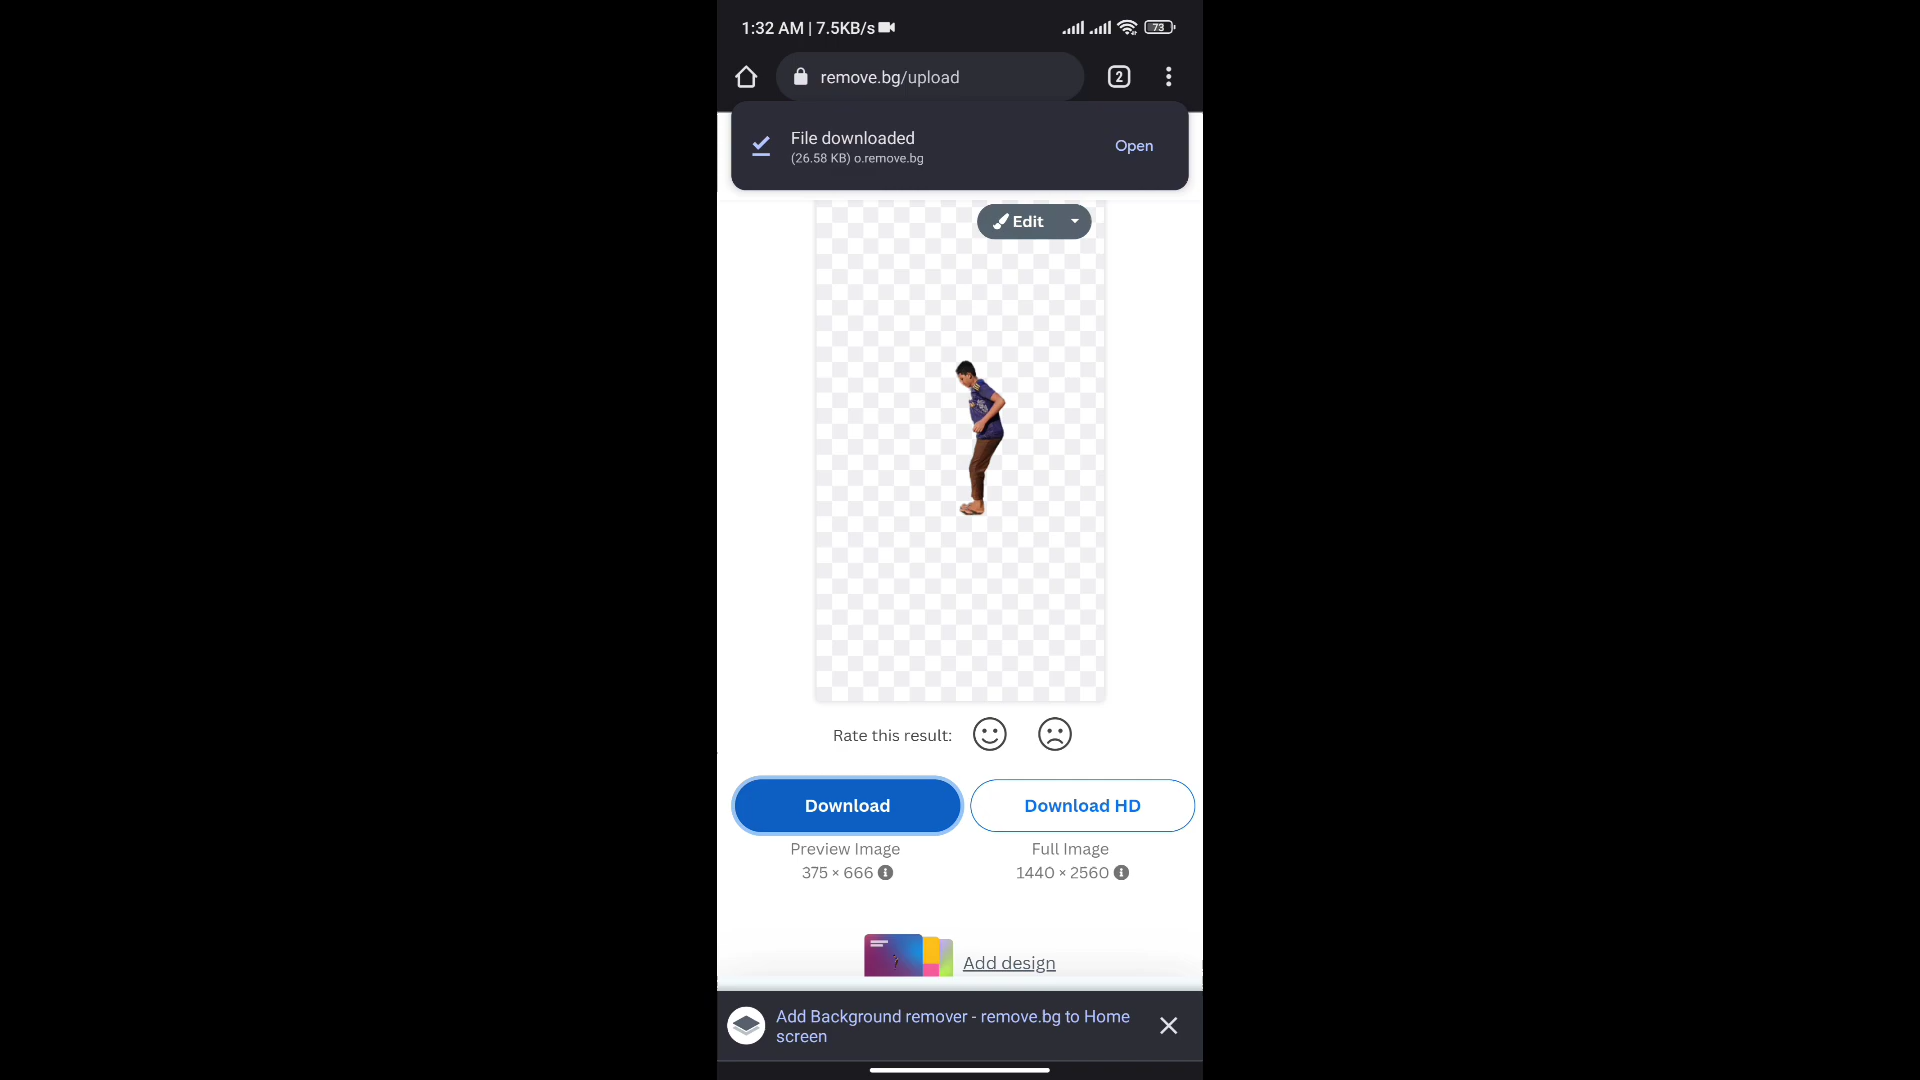 1:32 AM | 7.5KB/s
73
remove.bg/upload
2
File downloaded
(26.58 KB) o.remove.bg
Open
Edit
Rate this result:
Download
Download HD
Preview Image
Full Image
375 × 666
1440 × 2560
Add design
Add Background remover - remove.bg to Home
screen